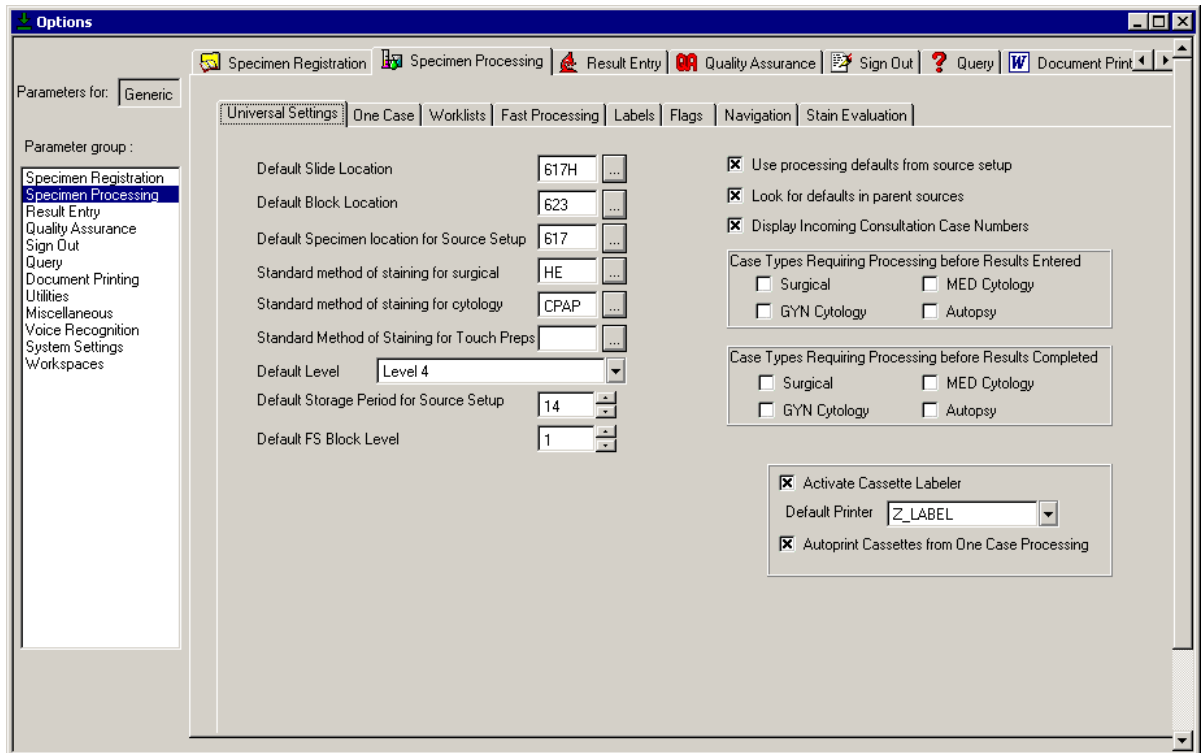 Options
Specimen Registration Specimen Processing Result Entry QA Quality Assurance Sign Out ? Query W Document Print
Parameters for: Generic
Universal Settings One Case Worklists Fast Processing Labels Flags Navigation Stain Evaluation
Parameter group :
Specimen Registration
Specimen Processing
Result Entry
Quality Assurance
Sign Out
Query
Document Printing
Utilities
Miscellaneous
Voice Recognition
System Settings
Workspaces
Default Slide Location 617H ...
Default Block Location 623 ...
Default Specimen location for Source Setup 617 ...
Standard method of staining for surgical HE ...
Standard method of staining for cytology CPAP ...
Standard Method of Staining for Touch Preps ...
Default Level Level 4
Default Storage Period for Source Setup 14
Default FS Block Level 1
Use processing defaults from source setup
Look for defaults in parent sources
Display Incoming Consultation Case Numbers
Case Types Requiring Processing before Results Entered
Surgical MED Cytology
GYN Cytology Autopsy
Case Types Requiring Processing before Results Completed
Surgical MED Cytology
GYN Cytology Autopsy
Activate Cassette Labeler
Default Printer Z_LABEL
Autoprint Cassettes from One Case Processing